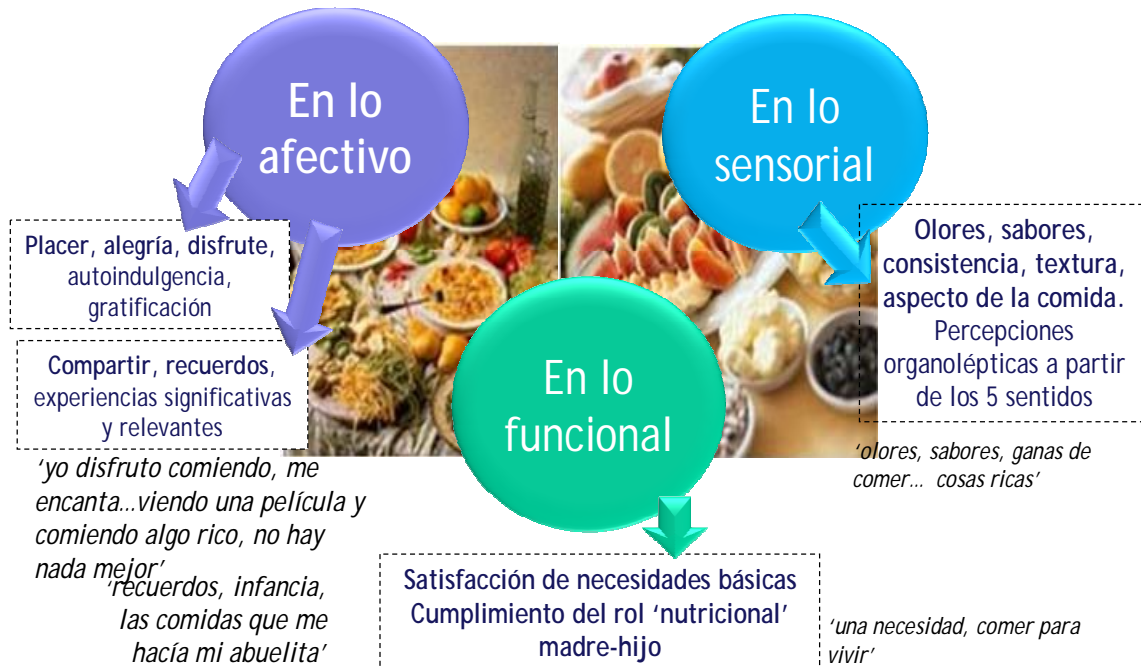 En lo
afectivo
Placer, alegría, disfrute,
autoindulgencia,
gratificación
Compartir, recuerdos,
experiencias significativas
y relevantes
‘yo disfruto comiendo, me
encanta…viendo una película y
comiendo algo rico, no hay
nada mejor’
‘recuerdos, infancia,
las comidas que me
hacía mi abuelita’
En lo
funcional
Satisfacción de necesidades básicas
Cumplimiento del rol ‘nutricional’
madre-hijo
‘una necesidad, comer para
vivir’
En lo
sensorial
Olores, sabores,
consistencia, textura,
aspecto de la comida.
Percepciones
organolépticas a partir
de los 5 sentidos
‘olores, sabores, ganas de
comer… cosas ricas’